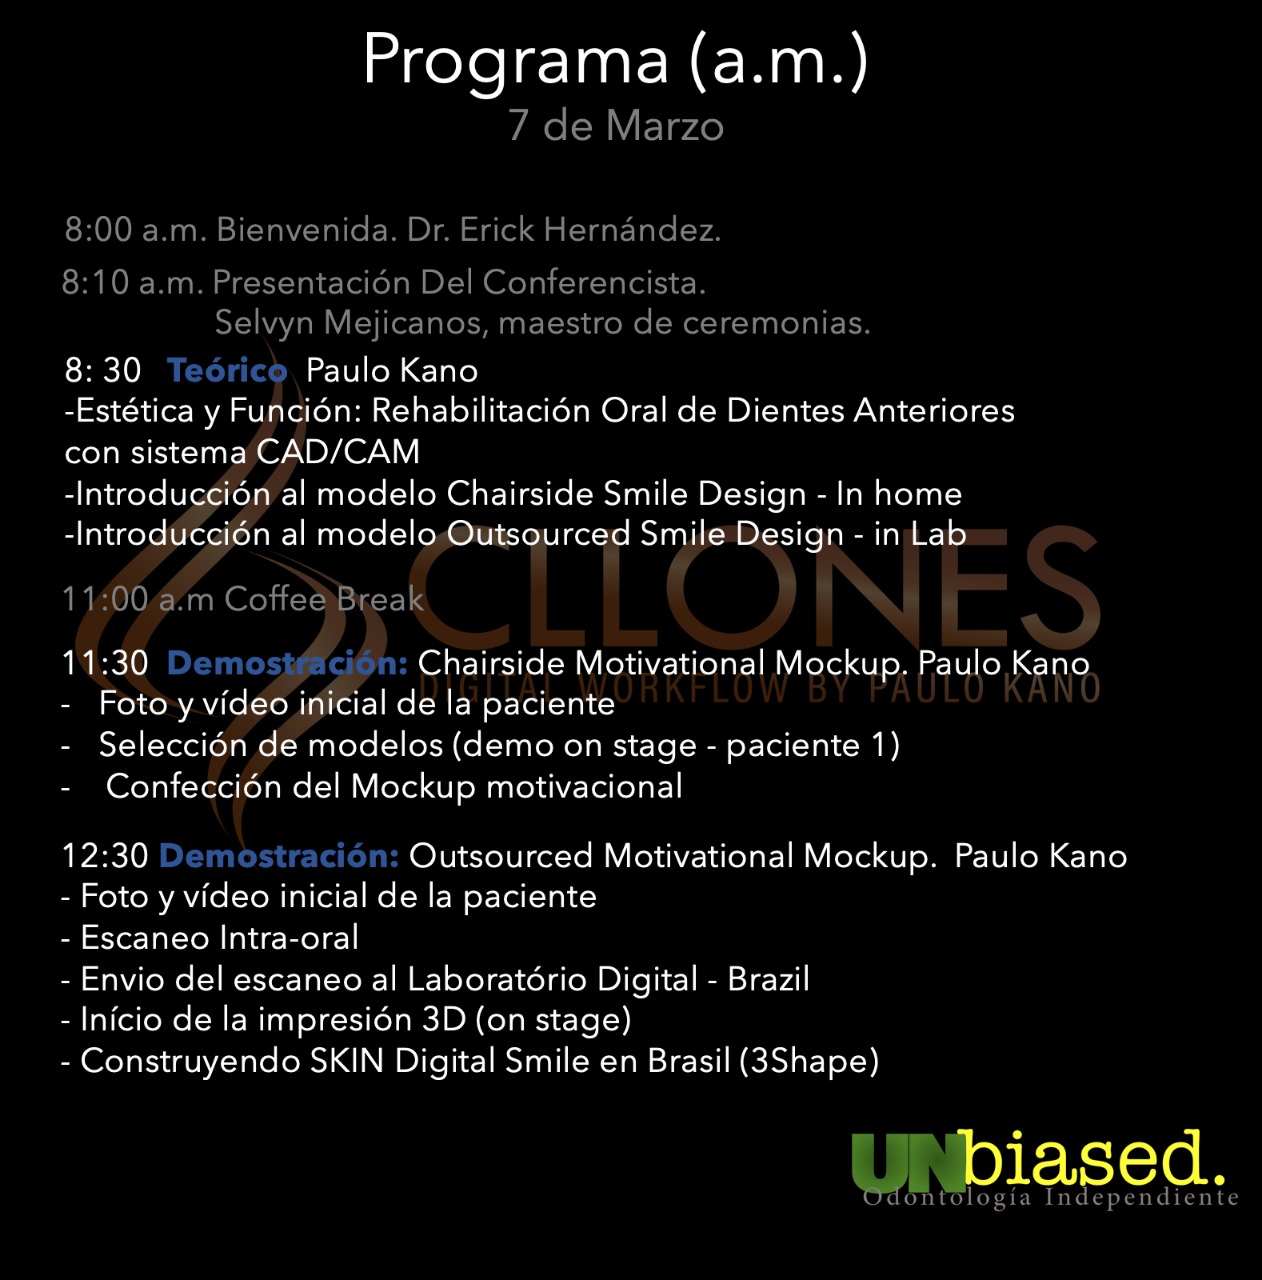 Programa (a.m.)
7 de Marzo
8:00 a.m. Bienvenida. Dr. Erick Hernández.
8:10 a.m. Presentación Del Conferencista.
Selvyn Mejicanos, maestro de ceremonias.
8: 30 Teórico Paulo Kano
-Estética y Función: Rehabilitación Oral de Dientes Anteriores
con sistema CAD/CAM
-Introducción al modelo Chairside Smile Design - In home
-Introducción al modelo Outsourced Smile Design - in Lab
CLLONES
11:00 a.m Coffee Break
11:30 Demostración: Chairside Motivational Mockup. Paulo Kano
DIGITAL WORKFLOW BY PAULO KANO
- Foto y vídeo inicial de la paciente
- Selección de modelos (demo on stage - paciente 1)
- Confección del Mockup motivacional
12:30 Demostración: Outsourced Motivational Mockup. Paulo Kano
- Foto y vídeo inicial de la paciente
- Escaneo Intra-oral
- Envio del escaneo al Laboratório Digital - Brazil
- Início de la impresión 3D (on stage)
- Construyendo SKIN Digital Smile en Brasil (3Shape)
UNbiased.
Odontología Independiente